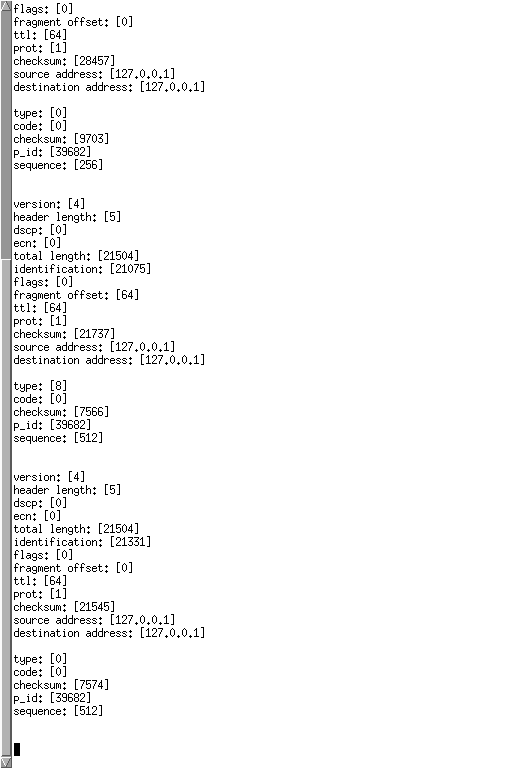 flags: [0]
fragment offset: [0]
ttl: [64]
prot: [1]
checksum: [28457]
source address: [127.0.0.1]
destination address: [127.0.0.1]

type: [0]
code: [0]
checksum: [9703]
p_id: [39682]
sequence: [256]

version: [4]
header length: [5]
dscp: [0]
ecn: [0]
total length: [21504]
identification: [21075]
flags: [0]
fragment offset: [64]
ttl: [64]
prot: [1]
checksum: [21737]
source address: [127.0.0.1]
destination address: [127.0.0.1]

type: [8]
code: [0]
checksum: [7566]
p_id: [39682]
sequence: [512]

version: [4]
header length: [5]
dscp: [0]
ecn: [0]
total length: [21504]
identification: [21331]
flags: [0]
fragment offset: [0]
ttl: [64]
prot: [1]
checksum: [21545]
source address: [127.0.0.1]
destination address: [127.0.0.1]

type: [0]
code: [0]
checksum: [7574]
p_id: [39682]
sequence: [512]